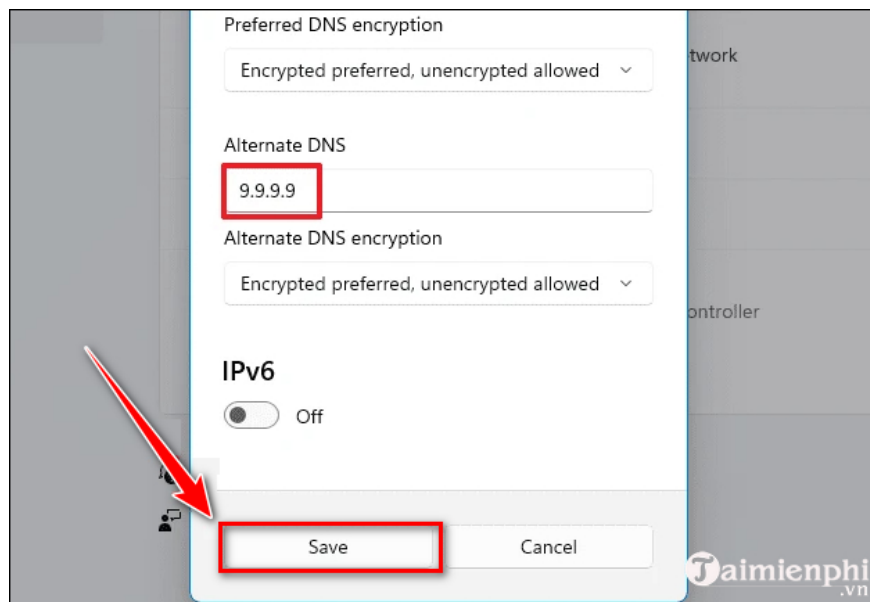 Preferred DNS encryption
Encrypted preferred, unencrypted allowed
twork
Alternate DNS
9.9.9.9
Alternate DNS encryption
Encrypted preferred, unencrypted allowed
ontroller
IPv6
Off
Save
Cancel
Taimienphi
.vn